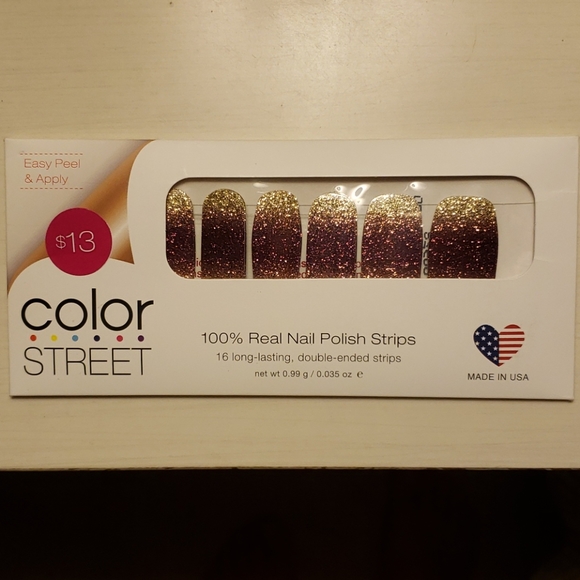 Easy Peel
& Apply
$13
color
STREET
100% Real Nail Polish Strips
16 long-lasting, double-ended strips
net wt 0.99 g / 0.035 oz e
MADE IN USA